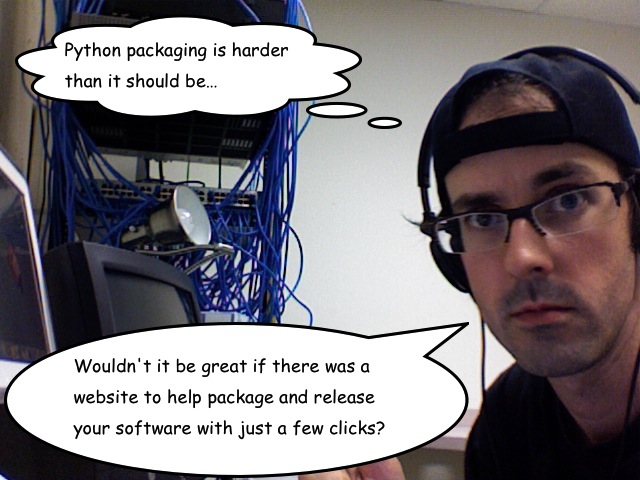 Python packaging is harder
than it should be...
Wouldn't it be great if there was a
website to help package and release
your software with just a few clicks?